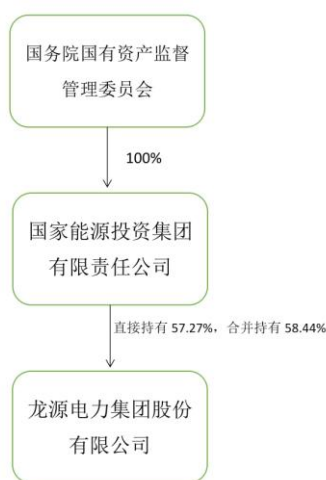 国务院国有资产监督
管理委员会
100%
国家能源投资集团
有限责任公司
直接持有 57.27%，合并持有 58.44%
龙源电力集团股份
有限公司